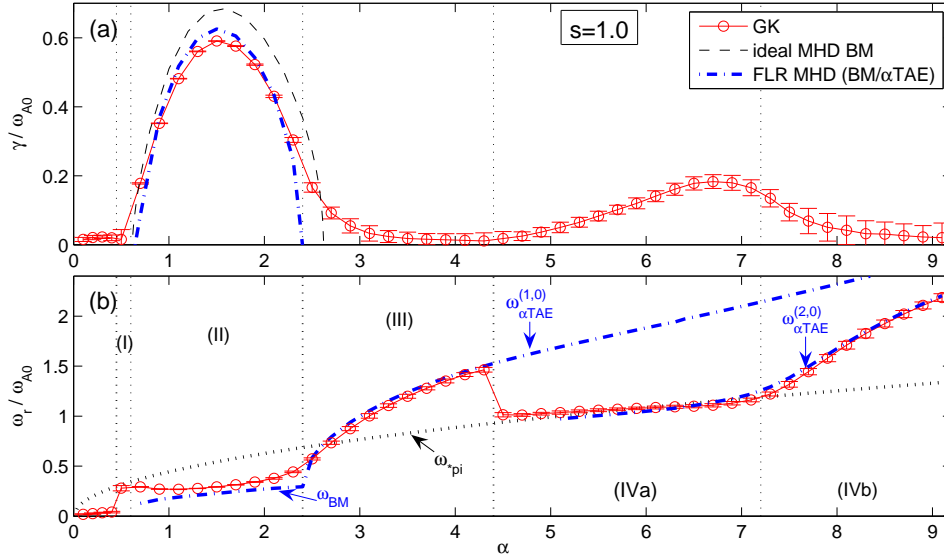 (a)
s=1.0
GK
ideal MHD BM
FLR MHD (BM/αTAE)
γ / ω_A0
0.6
0.4
0.2
0
0 1 2 3 4 5 6 7 8 9
(b)
(I)
(II)
(III)
(IVa)
(IVb)
ω_αTAE^(1,0)
ω_αTAE^(2,0)
ω_*pi
ω_BM
ω_r / ω_A0
2
1.5
1
0.5
0
0 1 2 3 4 5 6 7 8 9
α